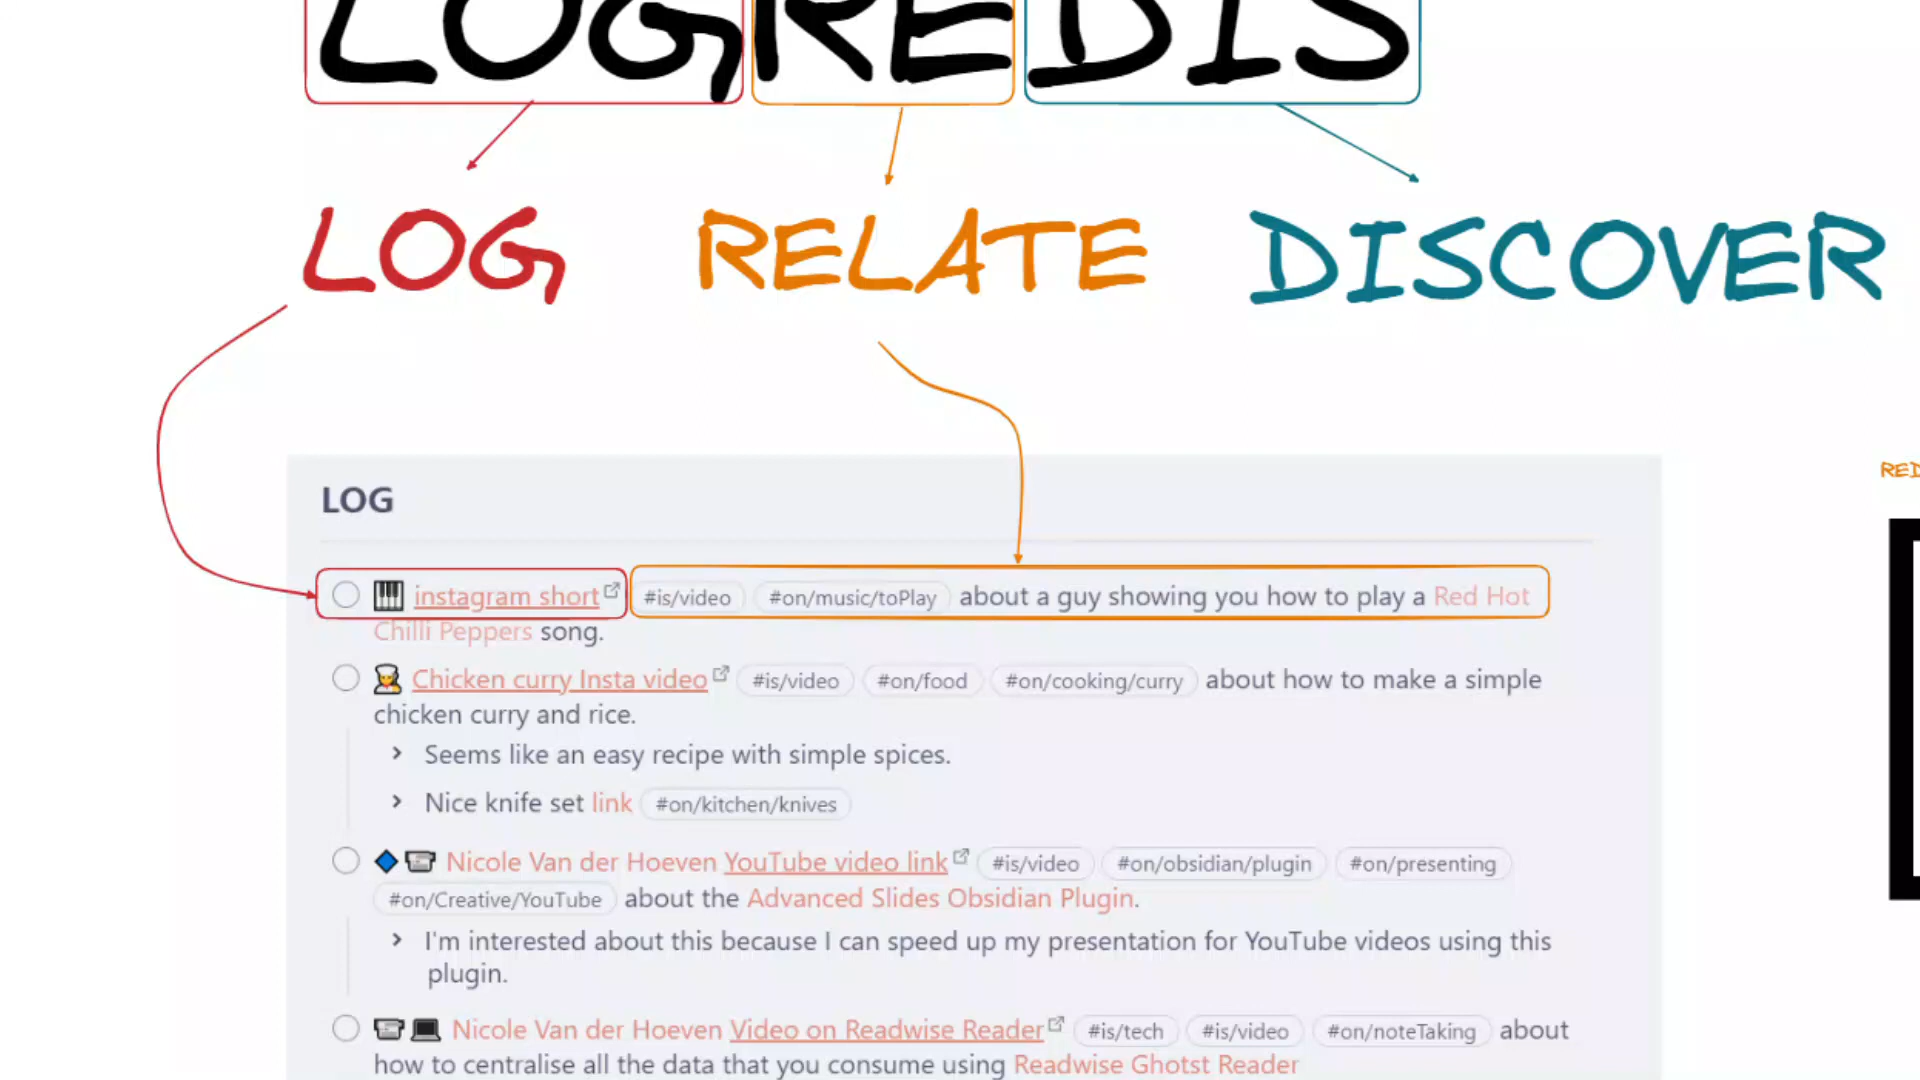 LOGREDIS
LOG RELATE DISCOVER
LOG
RED
instagram short #is/video #on/music/toPlay about a guy showing you how to play a Red Hot
Chilli Peppers song.
Chicken curry Insta video #is/video #on/food #on/cooking/curry about how to make a simple
chicken curry and rice.
Seems like an easy recipe with simple spices.
Nice knife set link #on/kitchen/knives
Nicole Van der Hoeven YouTube video link #is/video #on/obsidian/plugin #on/presenting
#on/Creative/YouTube about the Advanced Slides Obsidian Plugin.
I'm interested about this because I can speed up my presentation for YouTube videos using this
plugin.
Nicole Van der Hoeven Video on Readwise Reader #is/tech #is/video #on/noteTaking about
how to centralise all the data that you consume using Readwise Ghotst Reader